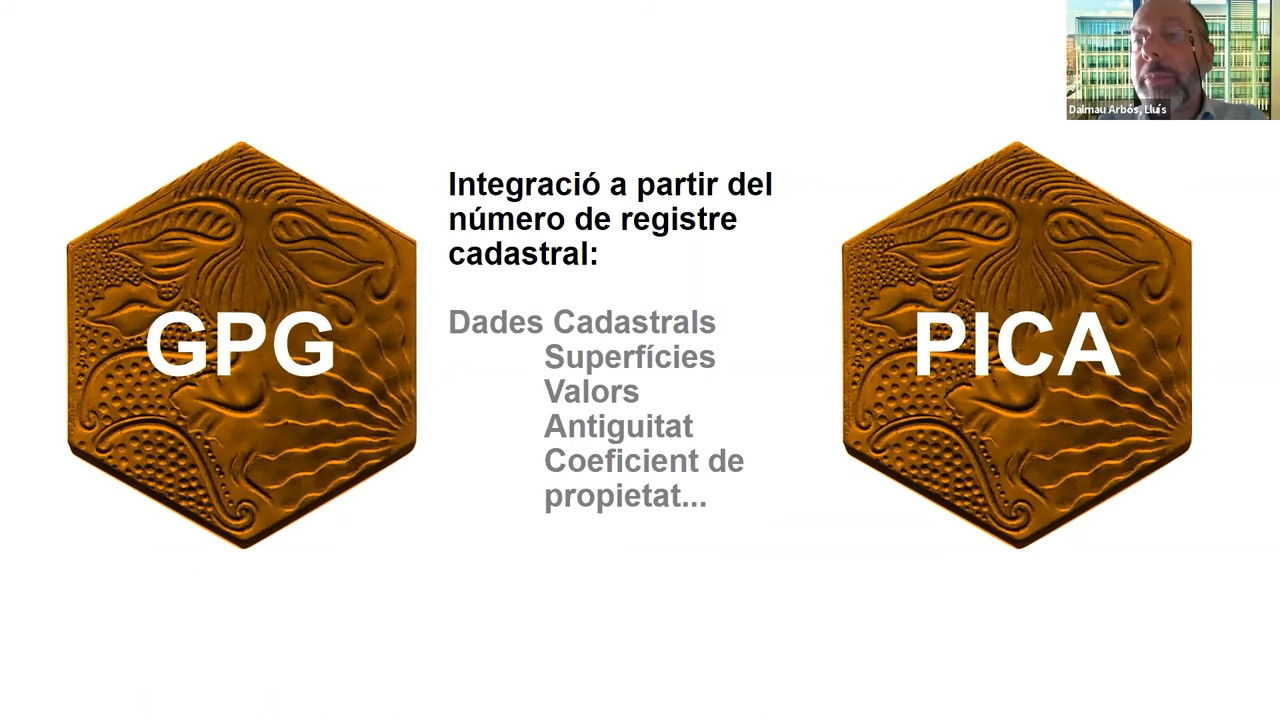 Dalmau Arbós, Lluís
Integració a partir del
número de registre
cadastral:
GPG
Dades Cadastrals
Superfícies
Valors
Antiguitat
Coeficient de
propietat...
PICA